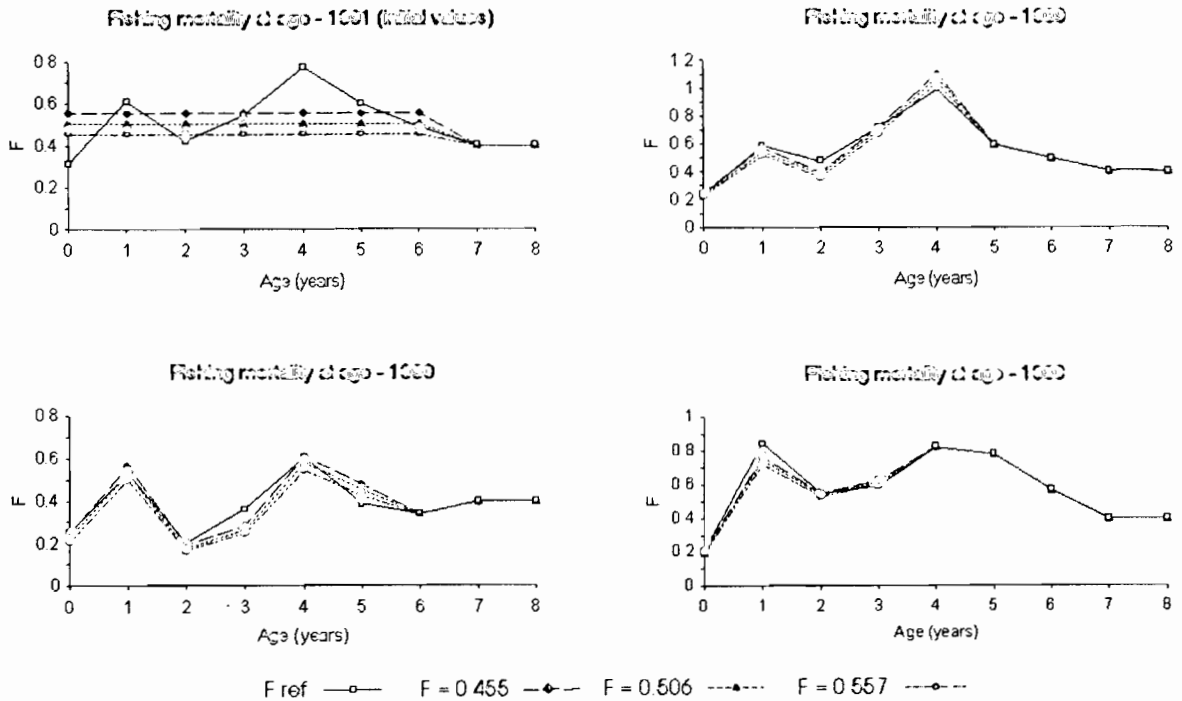 Fishing mortality at age - 1991 (initial values)
0 8
0.6
F
0.4
0.2
0
0 1 2 3 4 5 6 7 8
Age (years)
Fishing mortality at age -
1.2
1
0.8
F
0.6
0.4
0 2
0
0 1 2 3 4 5 6 7 8
Age (years)
Fishing mortality at age -
0 8
0.6
F
0.4
0.2
0
0 1 2 3 4 5 6 7 8
Age (years)
Fishing mortality at age -
1
0.8
F
0.6
0.4
0 2
0
0 1 2 3 4 5 6 7 8
Age (years)
F ref F = 0 455 F = 0.506 F = 0 557